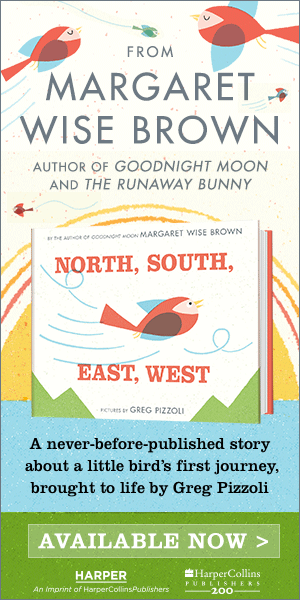 FROM
MARGARET
WISE BROWN
AUTHOR OF GOODNIGHT MOON
AND THE RUNAWAY BUNNY
BY THE AUTHOR OF GOODNIGHT MOON MARGARET WISE BROWN
NORTH, SOUTH,
EAST, WEST
PICTURES BY GREG PIZZOLI
A never-before-published story
about a little bird's first journey,
brought to life by Greg Pizzoli
AVAILABLE NOW >
HARPER
An Imprint of HarperCollinsPublishers
HarperCollins
PUBLISHERS
200